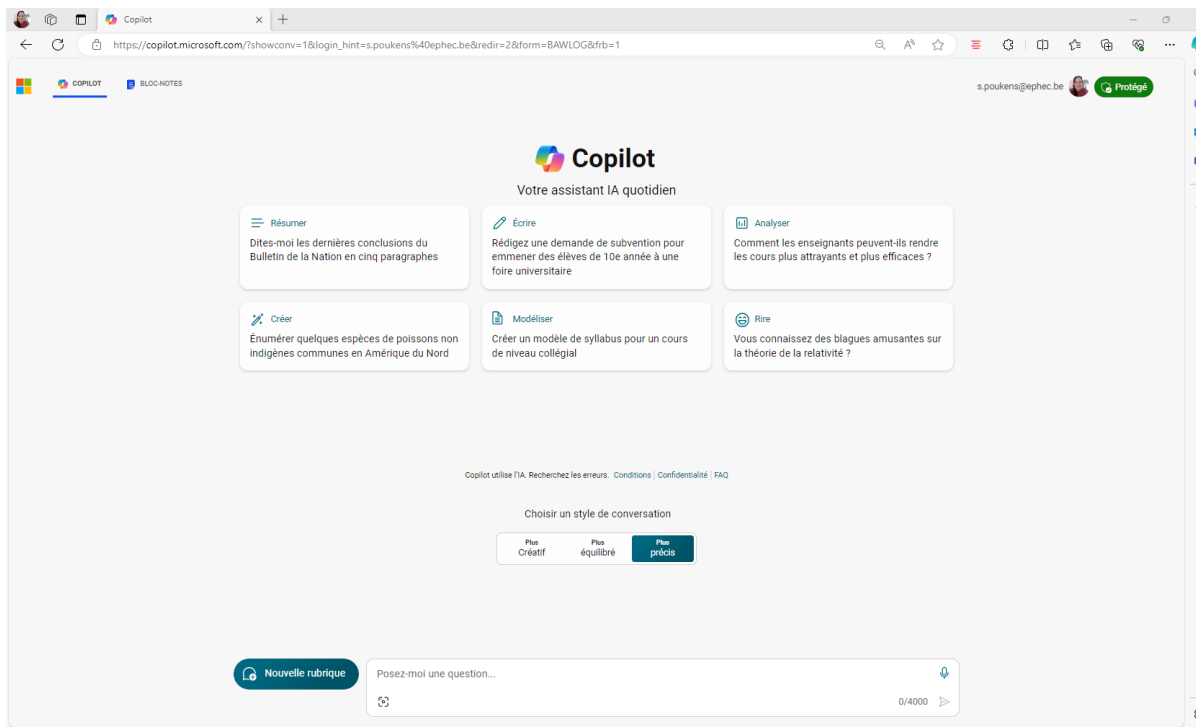 Copilot
https://copilot.microsoft.com/?showconv=1&login_hint=s.poukens%40ephec.be&redir=2&form=BAWLOG&frb=1
COPILOT
BLOC-NOTES
s.poukens@ephec.be
Protégé
Copilot
Votre assistant IA quotidien
Résumer
Dites-moi les dernières conclusions du
Bulletin de la Nation en cinq paragraphes
Écrire
Rédigez une demande de subvention pour
emmener des élèves de 10e année à une
foire universitaire
Analyser
Comment les enseignants peuvent-ils rendre
les cours plus attrayants et plus efficaces ?
Créer
Énumérer quelques espèces de poissons non
indigènes communes en Amérique du Nord
Modéliser
Créer un modèle de syllabus pour un cours
de niveau collégial
Rire
Vous connaissez des blagues amusantes sur
la théorie de la relativité ?
Copilot utilise l'IA. Recherchez les erreurs. Conditions | Confidentialité | FAQ
Choisir un style de conversation
Plus
Créatif
Plus
équilibré
Plus
précis
Nouvelle rubrique
Posez-moi une question...
0/4000